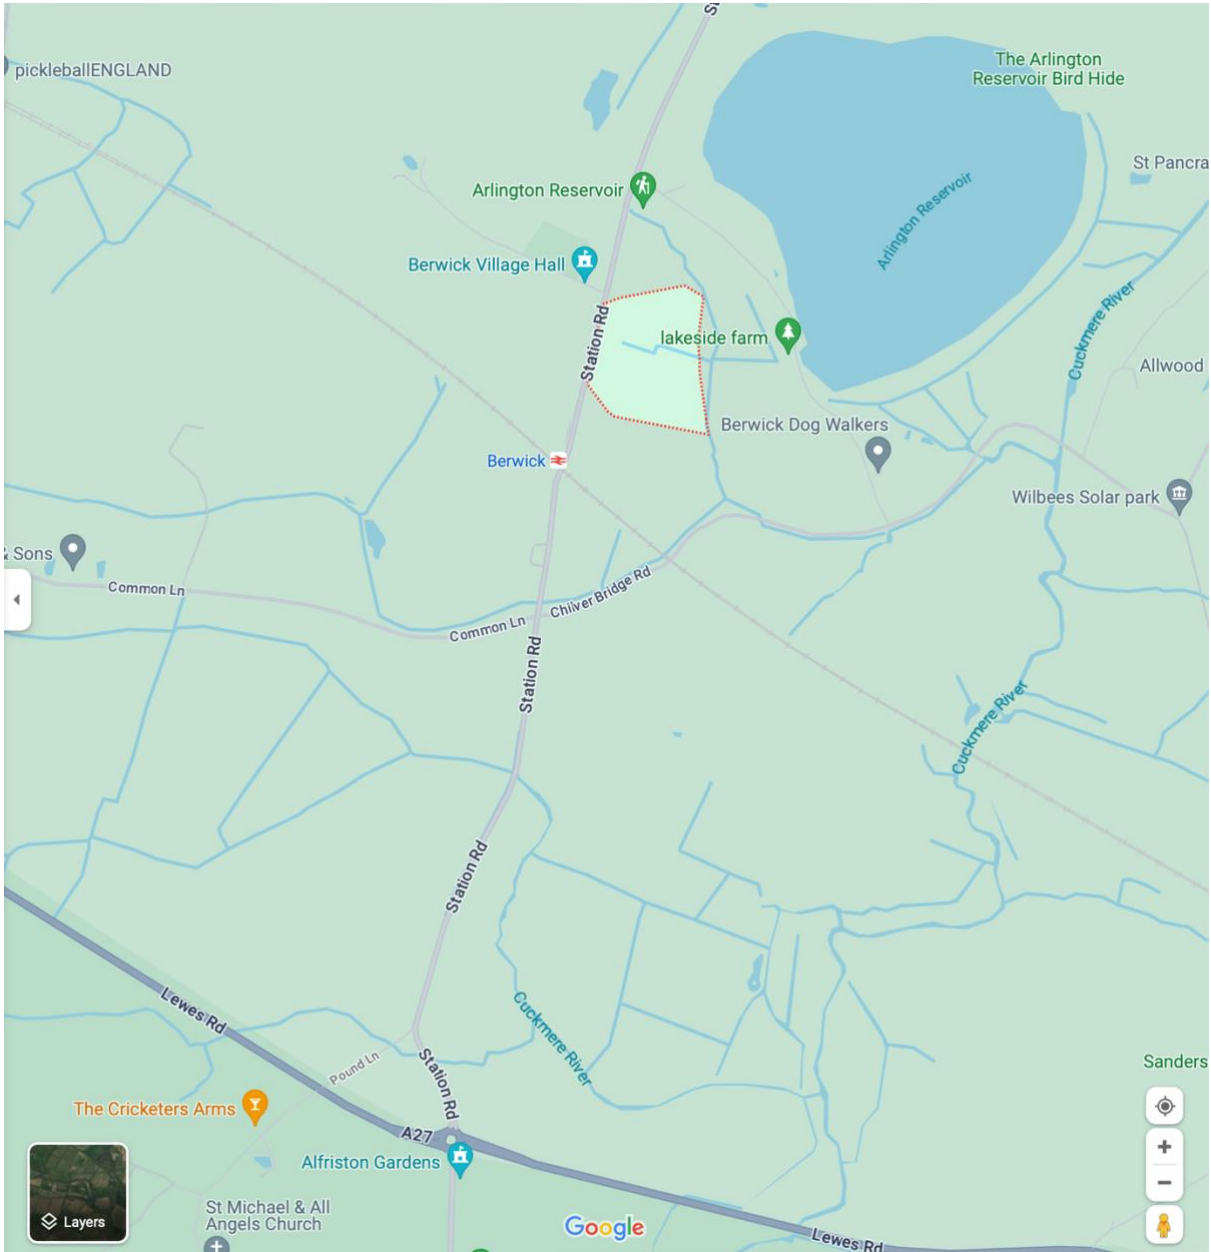 St
pickleballENGLAND
The Arlington
Reservoir Bird Hide
St Pancra
Arlington Reservoir
Arlington Reservoir
Berwick Village Hall
Cuckmere River
Station Rd
lakeside farm
Allwood
Berwick Dog Walkers
Berwick
Wilbees Solar park
& Sons
Common Ln
Chilver Bridge Rd
Common Ln
Station Rd
Cuckmere River
Station Rd
Lewes Rd
Cuckmere River
Pound Ln
Station Rd
Sanders
The Cricketers Arms
A27
Alfriston Gardens
St Michael & All
Angels Church
Layers
Google
Lewes Rd